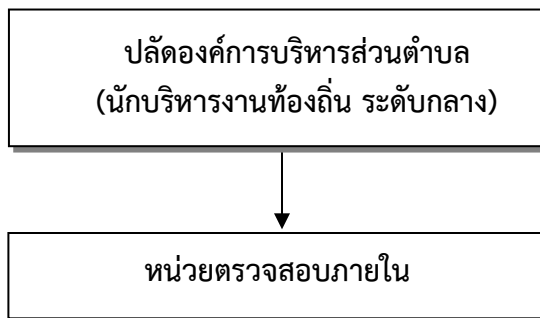 ปลัดองค์การบริหารส่วนตำบล
(นักบริหารงานท้องถิ่น ระดับกลาง)
หน่วยตรวจสอบภายใน